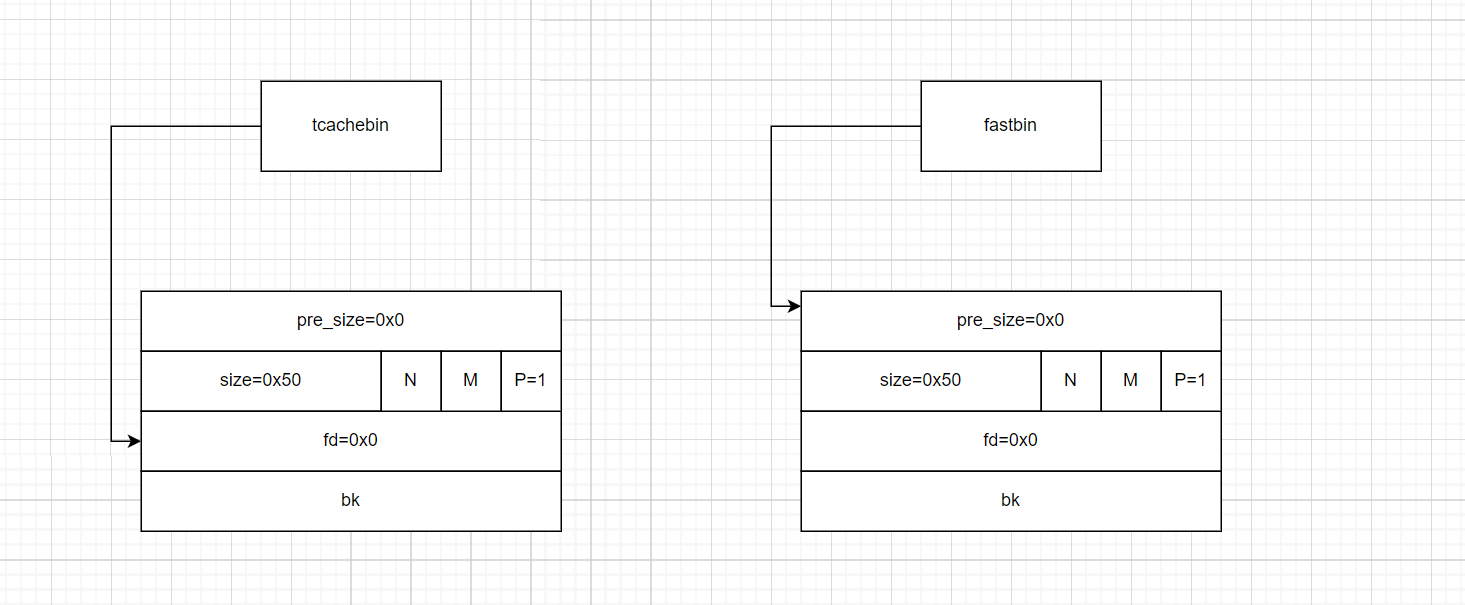 tcachebin
fastbin
pre_size=0x0
pre_size=0x0
size=0x50 N M P=1
size=0x50 N M P=1
fd=0x0
fd=0x0
bk
bk